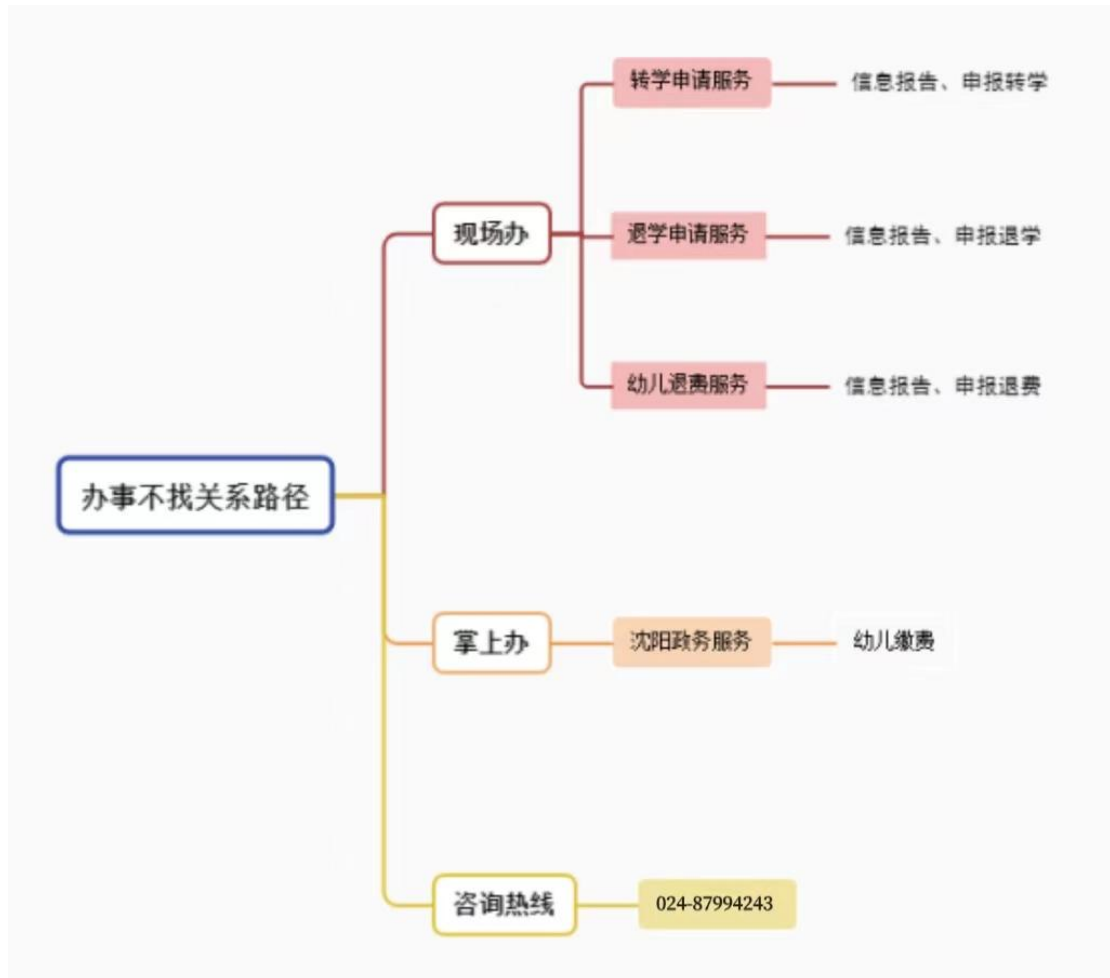 办事不找关系路径
现场办
转学申请服务
信息报告、申报转学
退学申请服务
信息报告、申报退学
幼儿退费服务
信息报告、申报退费
掌上办
沈阳政务服务
幼儿缴费
咨询热线
024-87994243